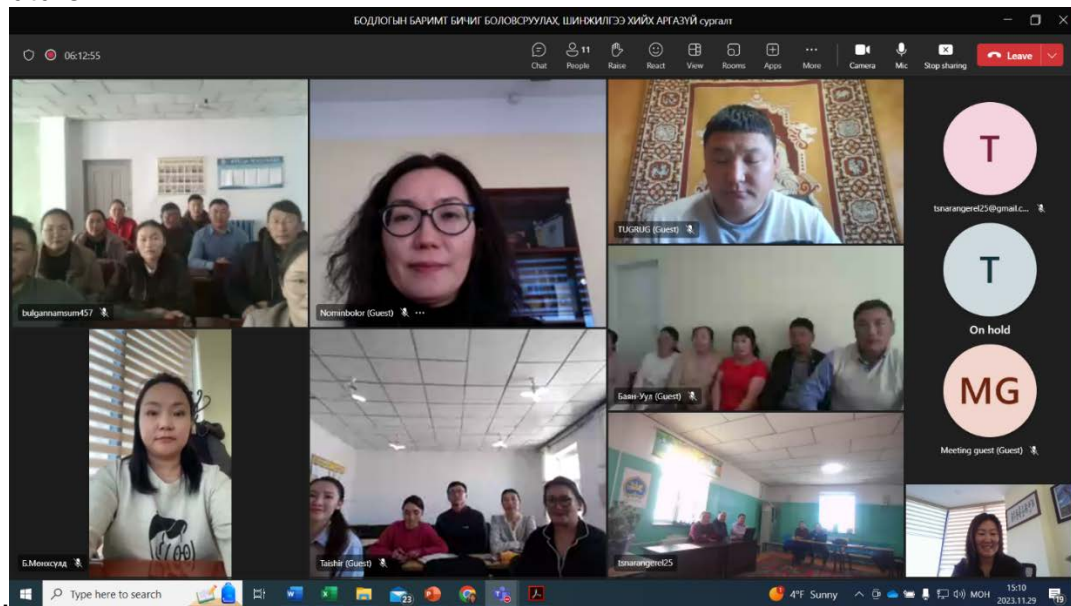 БОДЛОГЫН БАРИМТ БИЧИГ БОЛОВСРУУЛАХ, ШИНЖИЛГЭЭ ХИЙХ АРГАЗҮЙ сургалт
06:12:55
Chat
11
People
Raise
React
View
Rooms
Apps
More
Camera
Mic
Stop sharing
Leave
bulgannamsum457
Nominbolor (Guest)
TUGRUG (Guest)
T
tsnarangerel25@gmail.c...
T
On hold
Баян-Уул (Guest)
MG
Meeting guest (Guest)
Б.Мөнхсуад
Taishir (Guest)
tsnarangerel25
Type here to search
23
4°F Sunny
МОН
15:10
2023.11.29
19